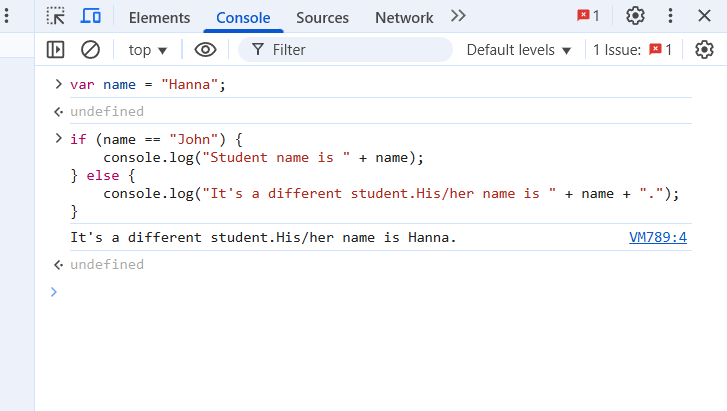 Elements Console Sources Network 1
top Filter Default levels 1 Issue: 1
var name = "Hanna";
undefined
if (name == "John") {
    console.log("Student name is " + name);
} else {
    console.log("It's a different student.His/her name is " + name + ".");
}
It's a different student.His/her name is Hanna. VM789:4
undefined